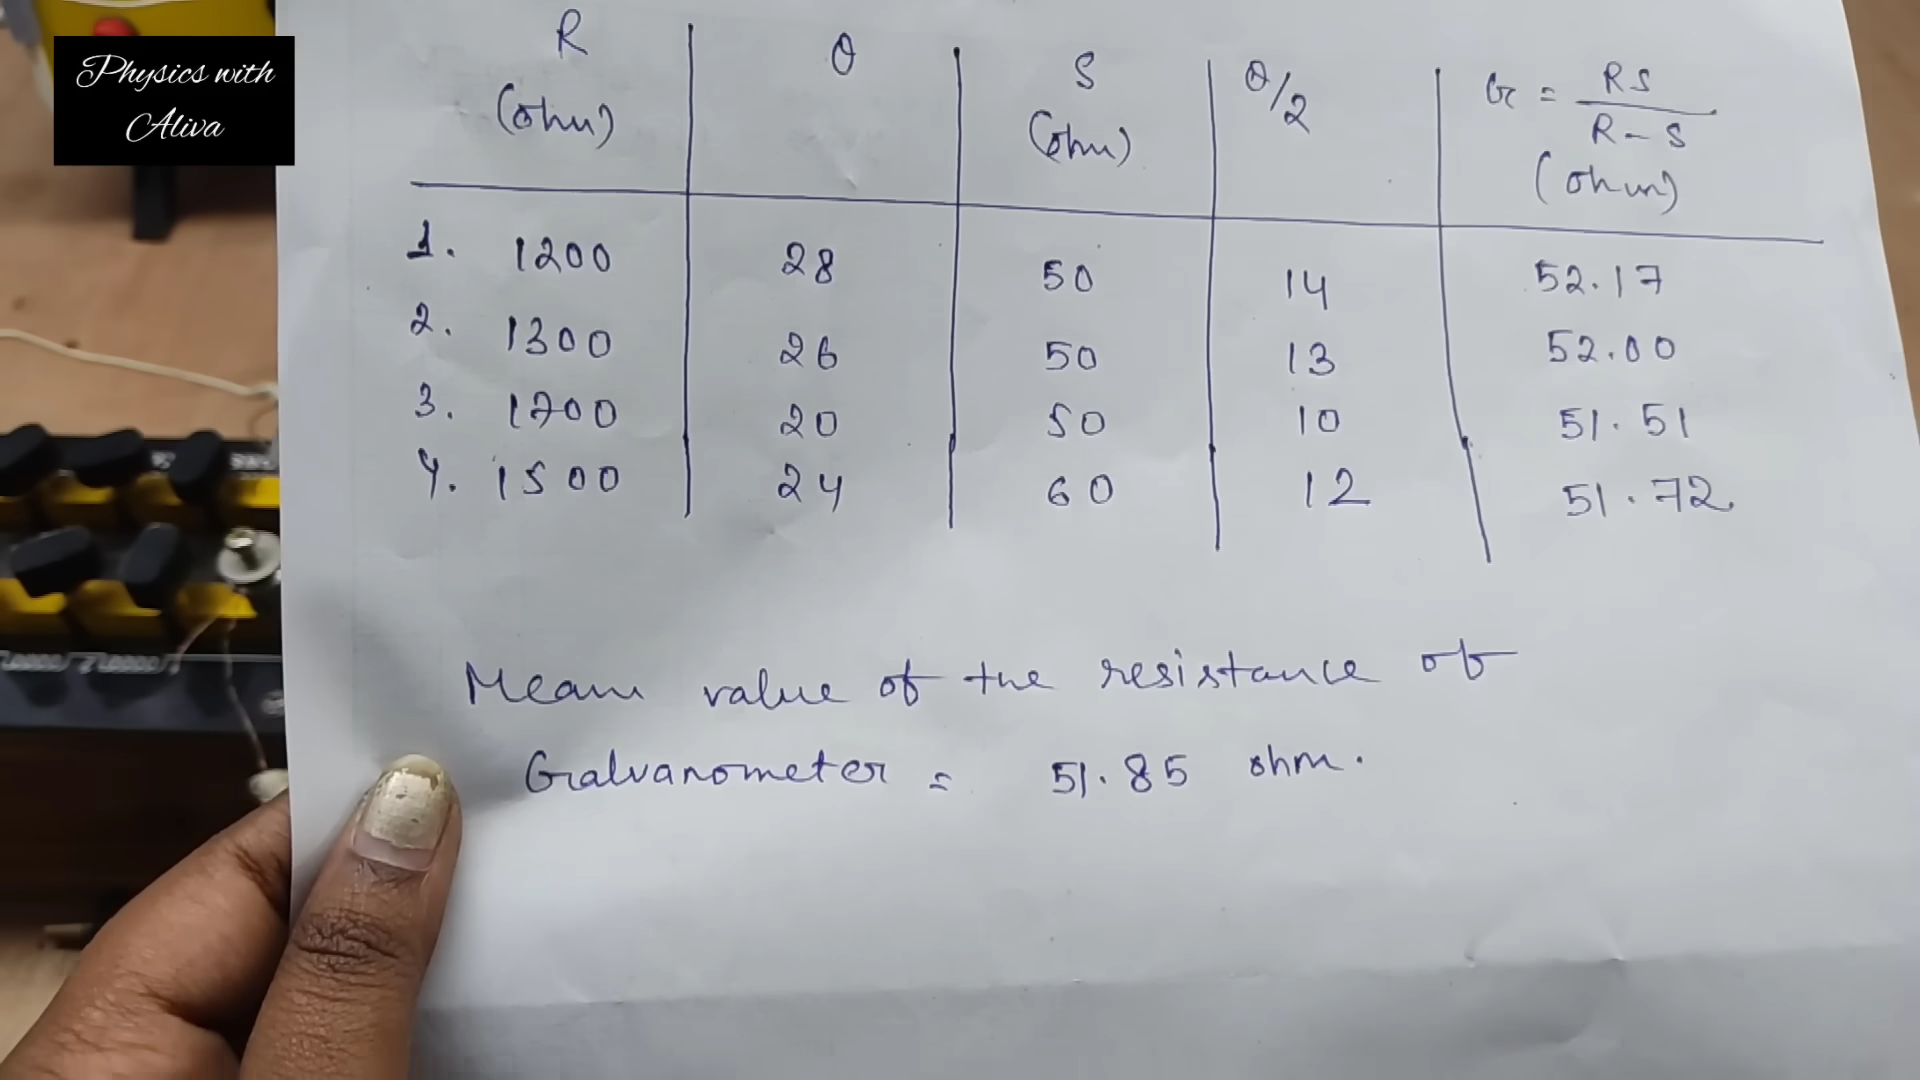 Physics with
Aliva
R θ S θ/2 G = RS / R - S
(ohm) (ohm) (ohm)
1. 1200 28 50 14 52.17
2. 1300 26 50 13 52.00
3. 1700 20 50 10 51.51
4. 1500 24 60 12 51.72
Mean value of the resistance of
Galvanometer = 51.85 ohm.